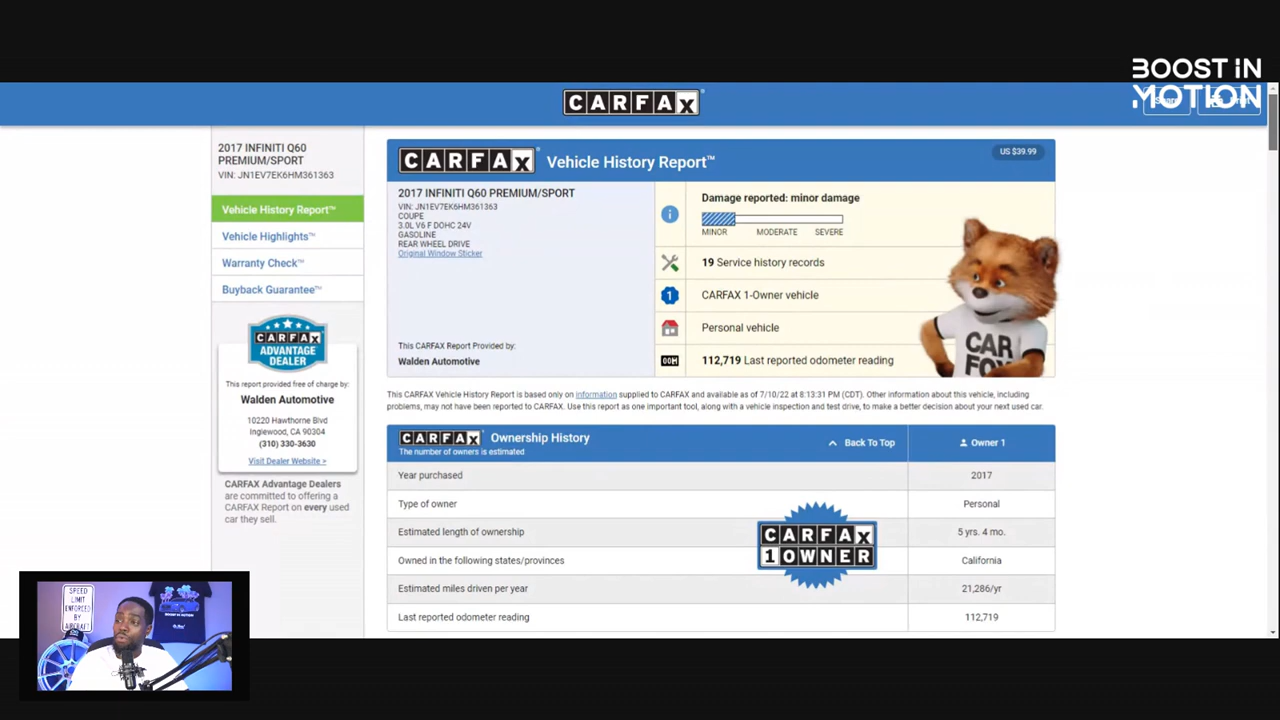 BOOST IN
MOTION
CARFAX
2017 INFINITI Q60
PREMIUM/SPORT
VIN: JN1EV7EK6HM361363
Vehicle History Report™
Vehicle Highlights™
Warranty Check™
Buyback Guarantee™
CARFAX
ADVANTAGE
DEALER
This report provided free of charge by:
Walden Automotive
10220 Hawthorne Blvd
Inglewood, CA 90304
(310) 330-3630
Visit Dealer Website >
CARFAX Advantage Dealers
are committed to offering a
CARFAX Report on every used
car they sell.
CARFAX Vehicle History Report™
US $39.99
2017 INFINITI Q60 PREMIUM/SPORT
VIN: JN1EV7EK6HM361363
COUPE
3.0L V6 F DOHC 24V
GASOLINE
REAR WHEEL DRIVE
Original Window Sticker
This CARFAX Report Provided by:
Walden Automotive
Damage reported: minor damage
MINOR MODERATE SEVERE
19 Service history records
1 CARFAX 1-Owner vehicle
Personal vehicle
00M 112,719 Last reported odometer reading
CAR
FOX
This CARFAX Vehicle History Report is based only on information supplied to CARFAX and available as of 7/10/22 at 8:13:31 PM (CDT). Other information about this vehicle, including
problems, may not have been reported to CARFAX. Use this report as one important tool, along with a vehicle inspection and test drive, to make a better decision about your next used car.
CARFAX Ownership History
The number of owners is estimated
Back To Top
Owner 1
Year purchased 2017
Type of owner Personal
Estimated length of ownership 5 yrs. 4 mo.
Owned in the following states/provinces California
Estimated miles driven per year 21,286/yr
Last reported odometer reading 112,719
CARFAX
1 OWNER
SPEED
LIMIT
ENFORCED
BY
AIRCRAFT